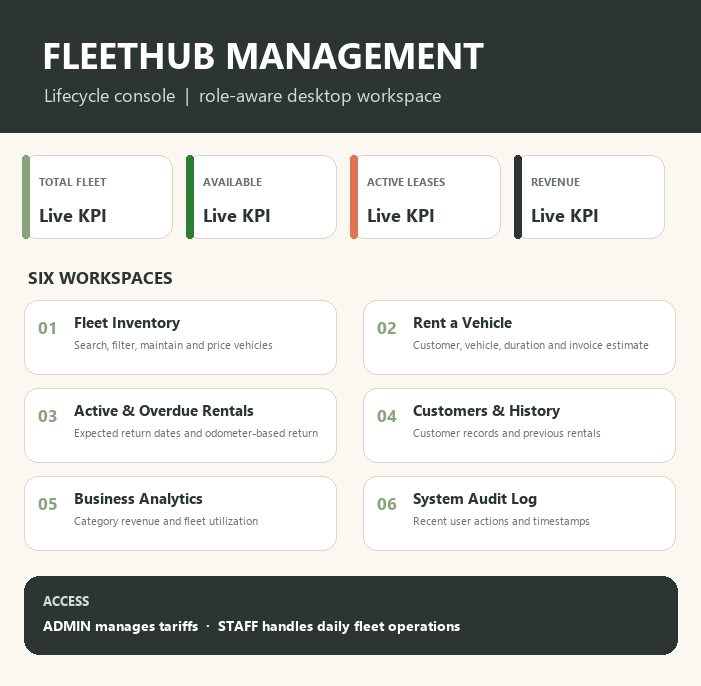 FLEETHUB MANAGEMENT
Lifecycle console | role-aware desktop workspace
TOTAL FLEET
Live KPI
AVAILABLE
Live KPI
ACTIVE LEASES
Live KPI
REVENUE
Live KPI
SIX WORKSPACES
01 Fleet Inventory
Search, filter, maintain and price vehicles
02 Rent a Vehicle
Customer, vehicle, duration and invoice estimate
03 Active & Overdue Rentals
Expected return dates and odometer-based return
04 Customers & History
Customer records and previous rentals
05 Business Analytics
Category revenue and fleet utilization
06 System Audit Log
Recent user actions and timestamps
ACCESS
ADMIN manages tariffs · STAFF handles daily fleet operations